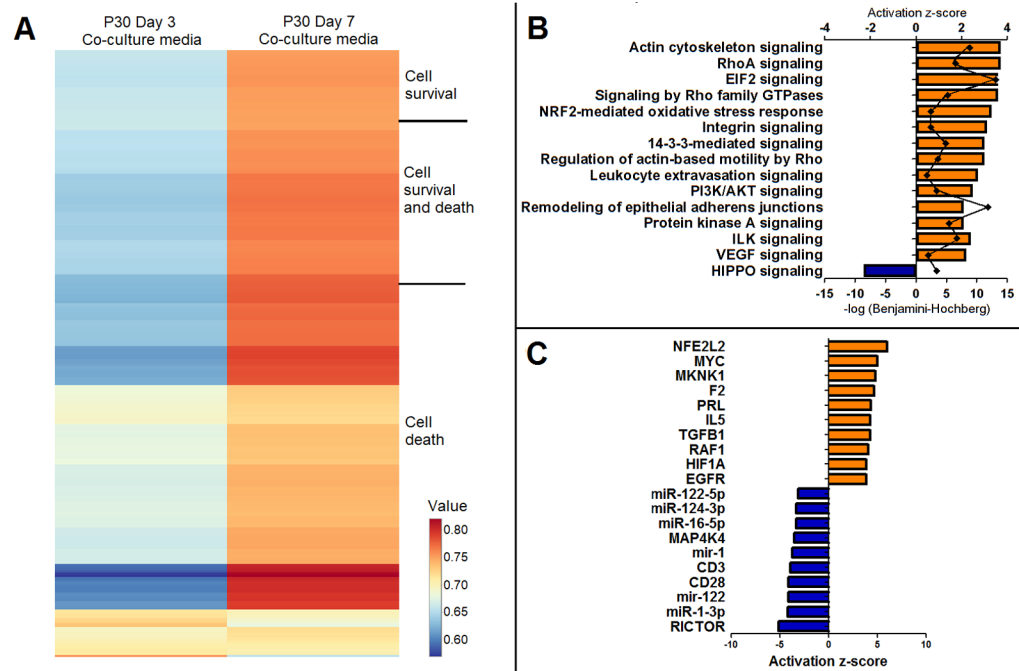 A
P30 Day 3
Co-culture media
P30 Day 7
Co-culture media
Cell
survival
Cell
survival
and death
Cell
death
Value
0.80
0.75
0.70
0.65
0.60
B
Activation z-score
-4 -2 0 2 4
Actin cytoskeleton signaling
RhoA signaling
EIF2 signaling
Signaling by Rho family GTPases
NRF2-mediated oxidative stress response
Integrin signaling
14-3-3-mediated signaling
Regulation of actin-based motility by Rho
Leukocyte extravasation signaling
PI3K/AKT signaling
Remodeling of epithelial adherens junctions
Protein kinase A signaling
ILK signaling
VEGF signaling
HIPPO signaling
-15 -10 -5 0 5 10 15
-log (Benjamini-Hochberg)
C
NFE2L2
MYC
MKNK1
F2
PRL
IL5
TGFB1
RAF1
HIF1A
EGFR
miR-122-5p
miR-124-3p
miR-16-5p
MAP4K4
mir-1
CD3
CD28
mir-122
miR-1-3p
RICTOR
-10 -5 0 5 10
Activation z-score